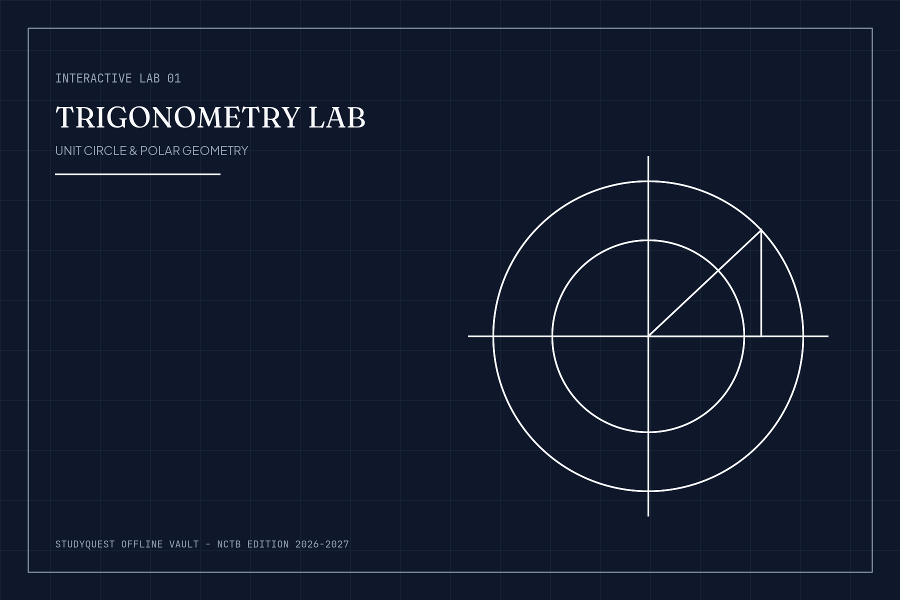 INTERACTIVE LAB 01
TRIGONOMETRY LAB
UNIT CIRCLE & POLAR GEOMETRY
STUDYQUEST OFFLINE VAULT - NCTB EDITION 2026-2027